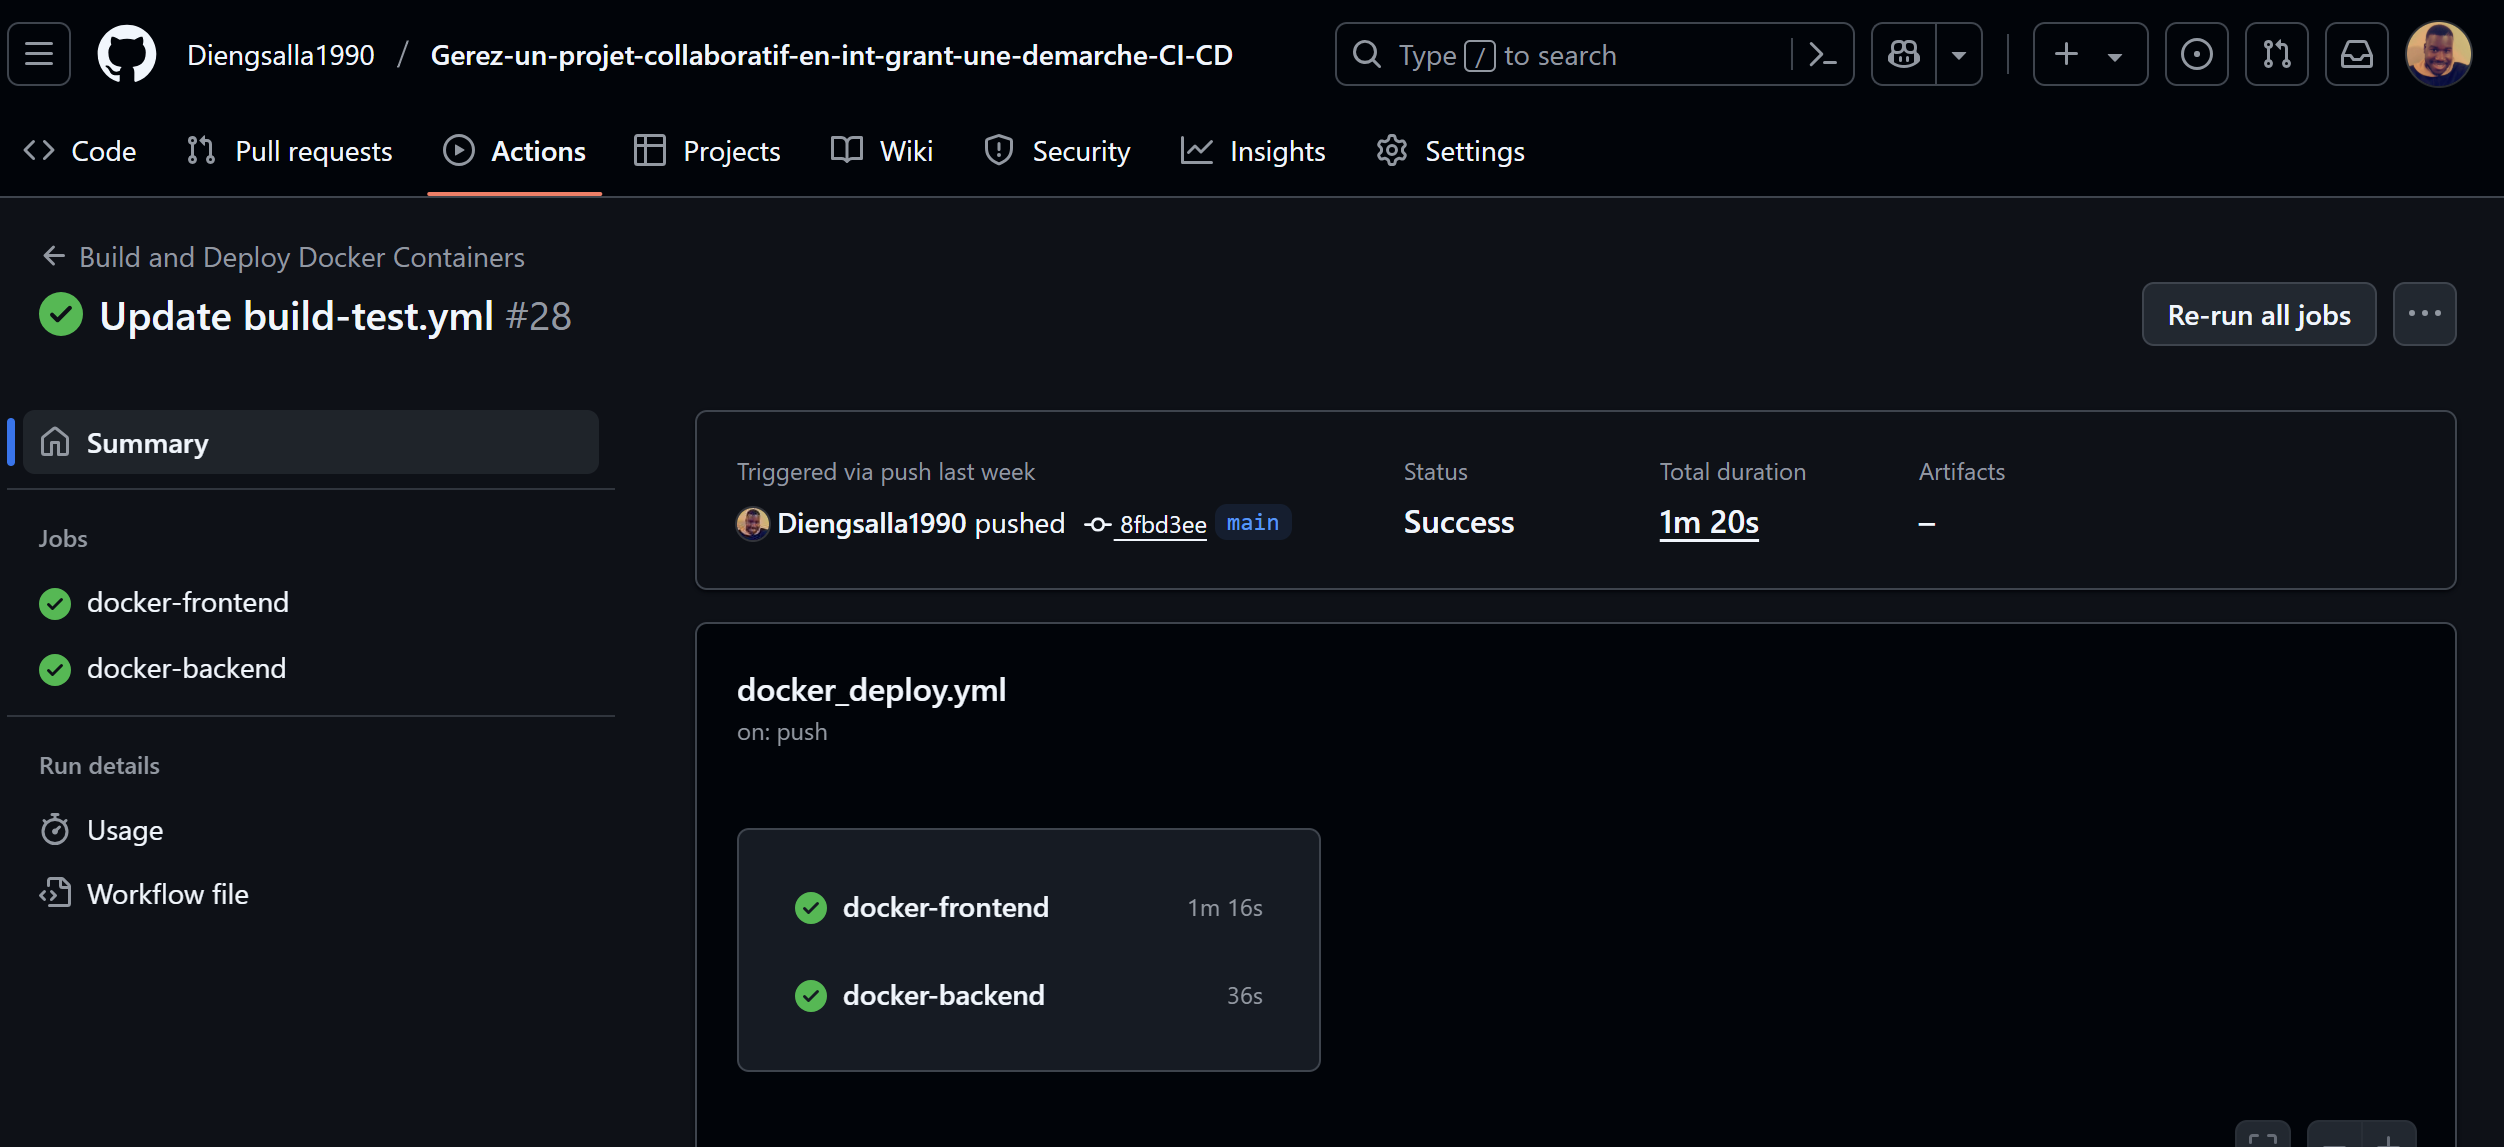 Diengsalla1990 / Gerez-un-projet-collaboratif-en-int-grant-une-demarche-CI-CD
Type / to search
Code Pull requests Actions Projects Wiki Security Insights Settings
Build and Deploy Docker Containers
Update build-test.yml #28
Re-run all jobs
Summary
Jobs
docker-frontend
docker-backend
Run details
Usage
Workflow file
Triggered via push last week
Diengsalla1990 pushed 8fbd3ee main
Status
Success
Total duration
1m 20s
Artifacts
–
docker_deploy.yml
on: push
docker-frontend 1m 16s
docker-backend 36s